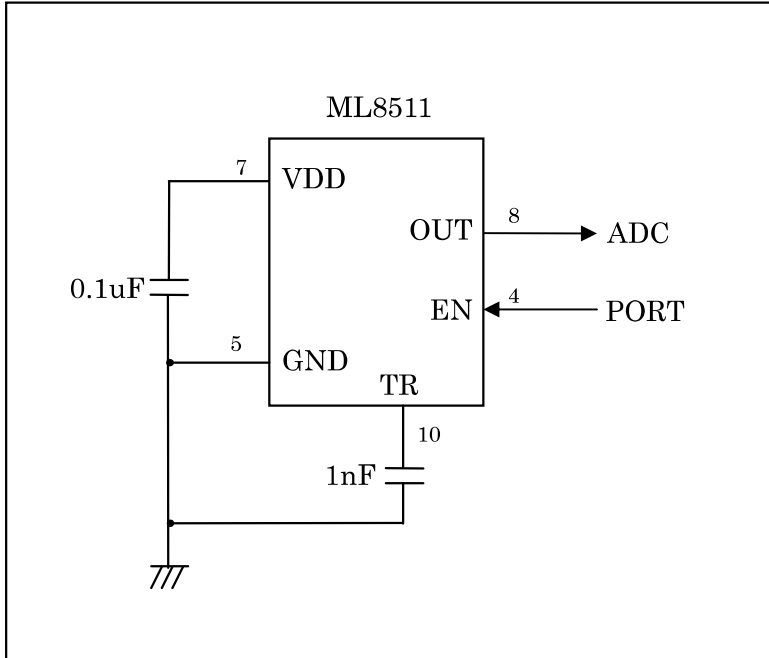 ML8511
7
VDD
8
OUT
ADC
0.1uF
4
EN
PORT
5
GND
TR
10
1nF